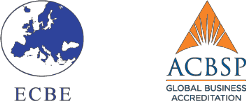 ECBE
ACBSP
GLOBAL BUSINESS
ACCREDITATION